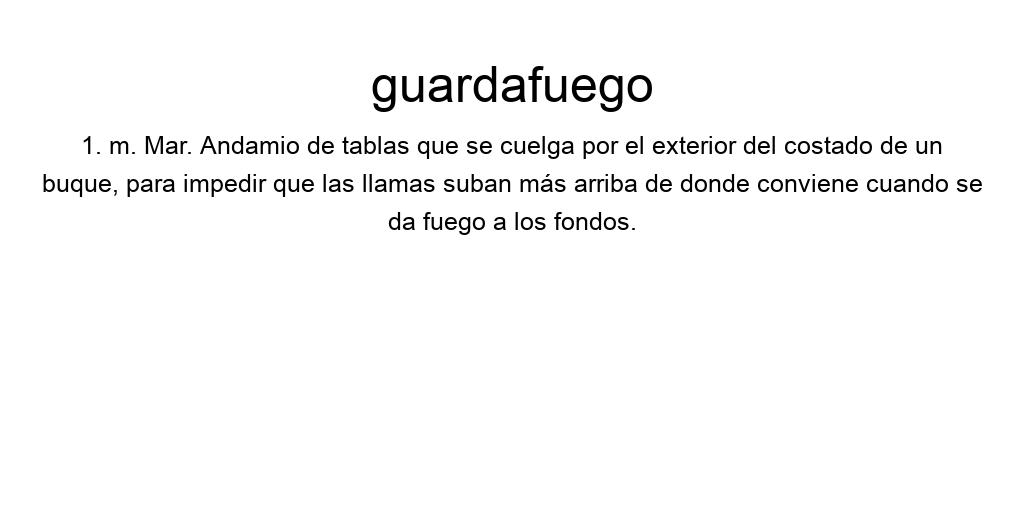 guardafuego
1. m. Mar. Andamio de tablas que se cuelga por el exterior del costado de un
buque, para impedir que las llamas suban más arriba de donde conviene cuando se
da fuego a los fondos.